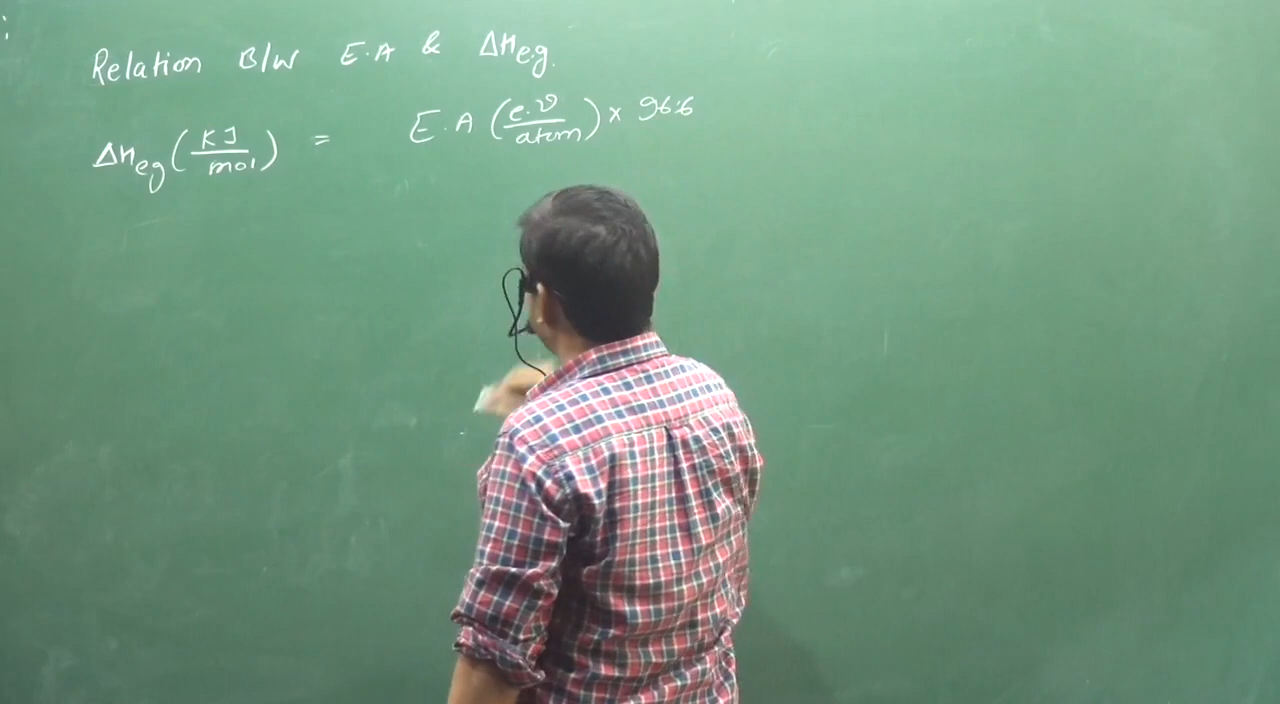 Relation B/W E.A & ΔHeg.
ΔHeg (KJ/mol) = E.A (e.v/atom) × 96.6